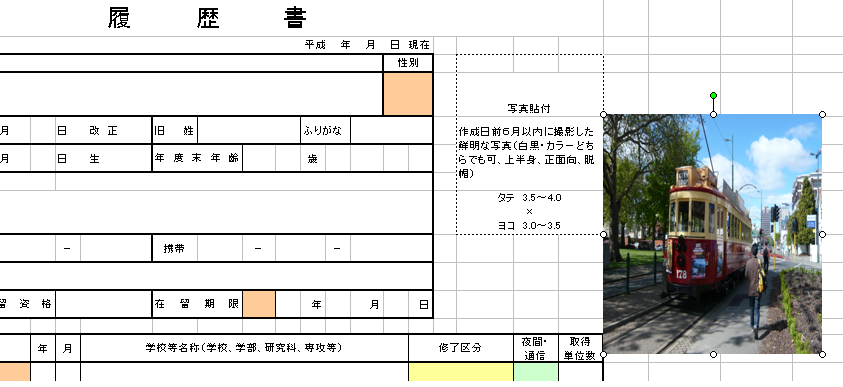 履歴書
平成 年 月 日 現在
性別
写真貼付
作成日前6月以内に撮影した
鮮明な写真(白黒・カラーどち
らでも可、上半身、正面向、脱
帽)
タテ 3.5～4.0
×
ヨコ 3.0～3.5
月 日 改正 旧姓 ふりがな
月 日 生 年度末年齢 歳
－ 携帯 － －
留資格 在留期限 年 月 日
年 月 学校等名称(学校、学部、研究科、専攻等) 修了区分 夜間・
通信 取得
単位数
178